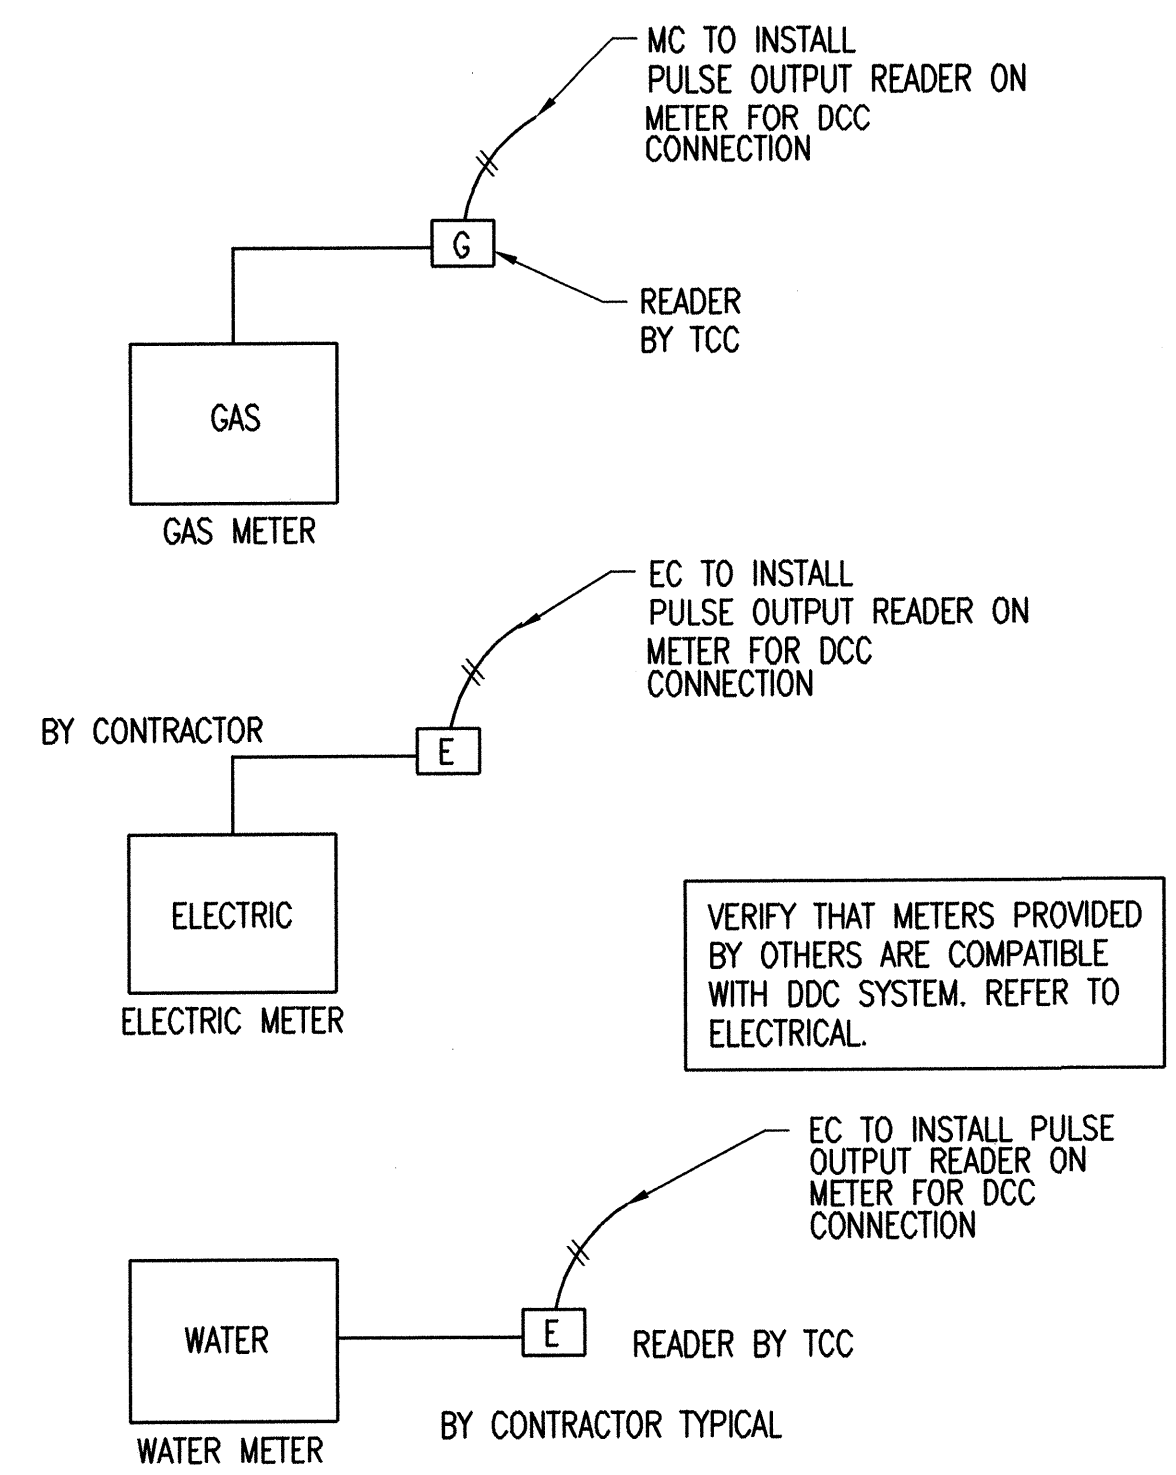 MC TO INSTALL
PULSE OUTPUT READER ON
METER FOR DCC
CONNECTION
G
READER
BY TCC
GAS
GAS METER
EC TO INSTALL
PULSE OUTPUT READER ON
METER FOR DCC
CONNECTION
BY CONTRACTOR
E
ELECTRIC
ELECTRIC METER
VERIFY THAT METERS PROVIDED
BY OTHERS ARE COMPATIBLE
WITH DDC SYSTEM. REFER TO
ELECTRICAL.
EC TO INSTALL PULSE
OUTPUT READER ON
METER FOR DCC
CONNECTION
WATER
E
READER BY TCC
BY CONTRACTOR TYPICAL
WATER METER